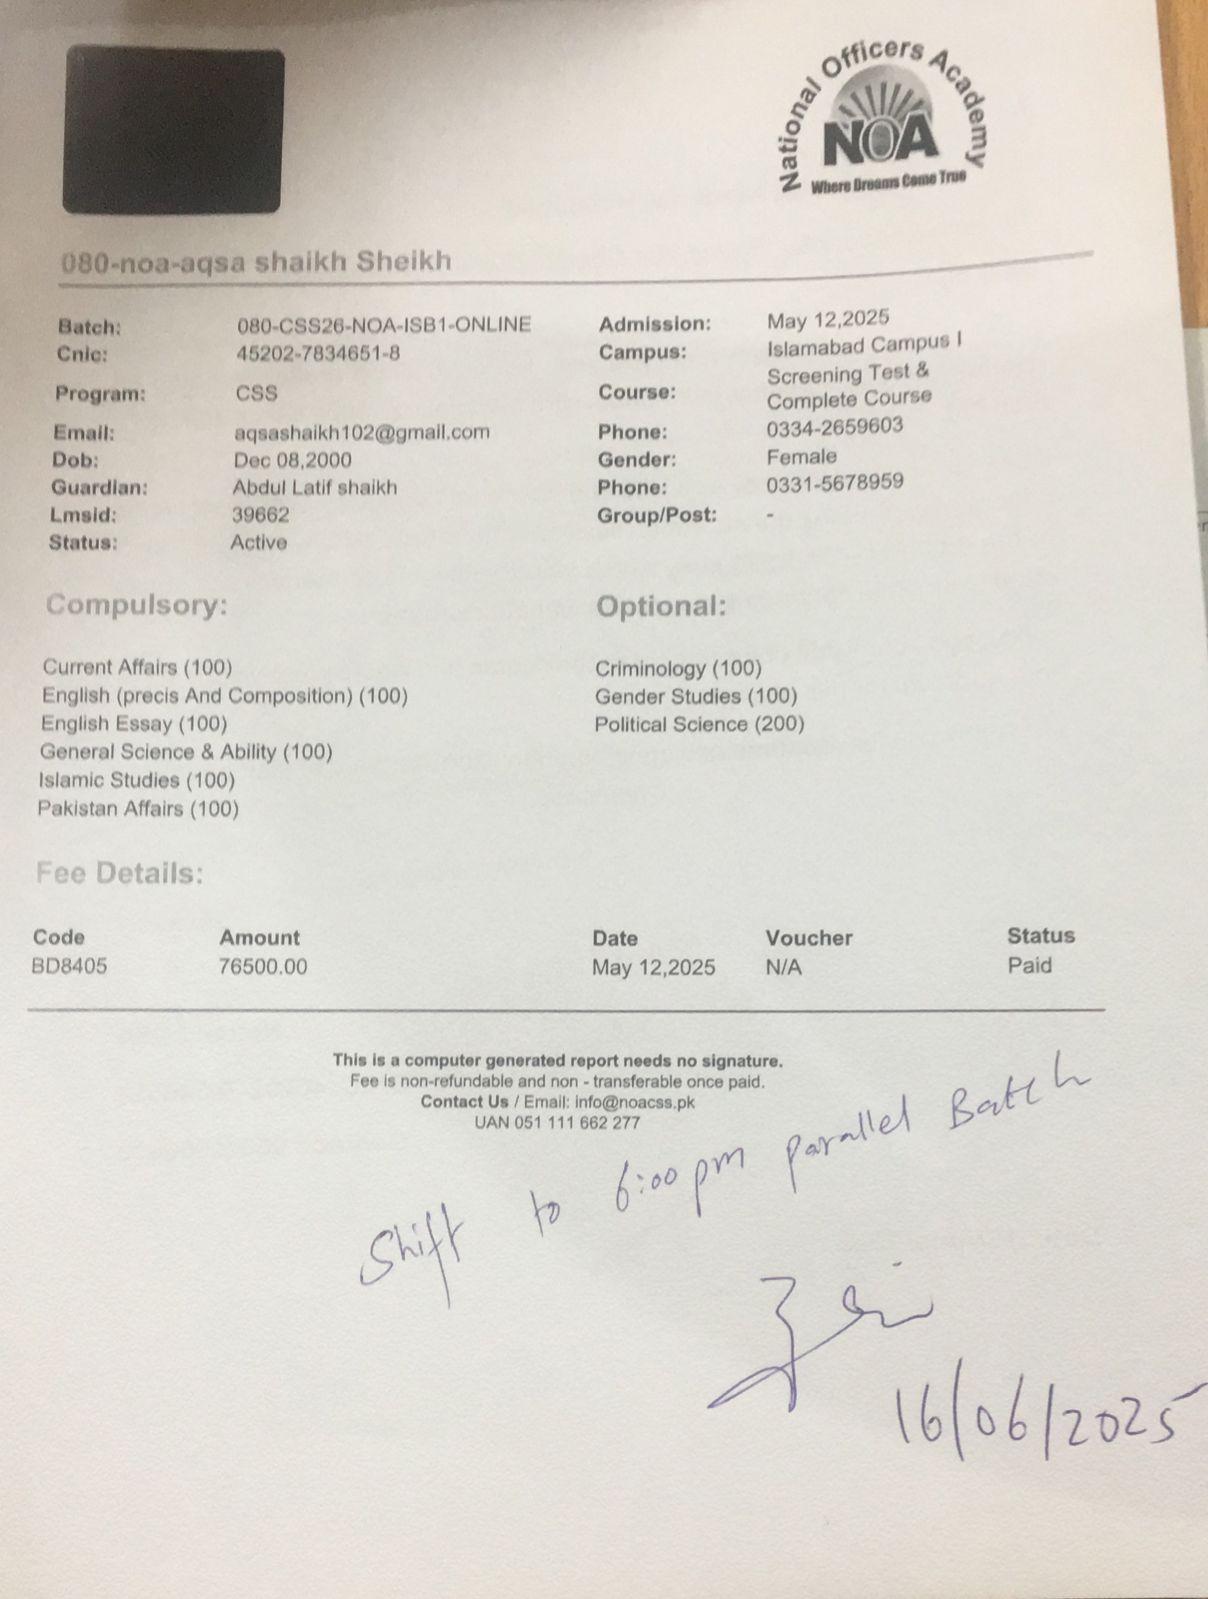 National Officers Academy
NOA
Where Dreams Come True
080-noa-aqsa shaikh Sheikh
Batch: 080-CSS26-NOA-ISB1-ONLINE Admission: May 12,2025
Cnic: 45202-7834651-8 Campus: Islamabad Campus I
Program: CSS Course: Screening Test &
Complete Course
Email: aqsashaikh102@gmail.com Phone: 0334-2659603
Dob: Dec 08,2000 Gender: Female
Guardian: Abdul Latif shaikh Phone: 0331-5678959
Lmsid: 39662 Group/Post: -
Status: Active
Compulsory: Optional:
Current Affairs (100) Criminology (100)
English (precis And Composition) (100) Gender Studies (100)
English Essay (100) Political Science (200)
General Science & Ability (100)
Islamic Studies (100)
Pakistan Affairs (100)
Fee Details:
Code Amount Date Voucher Status
BD8405 76500.00 May 12,2025 N/A Paid
This is a computer generated report needs no signature.
Fee is non-refundable and non - transferable once paid.
Contact Us / Email: info@noacss.pk
UAN 051 111 662 277
Shift to 6:00 pm parallel Batch
16/06/2025